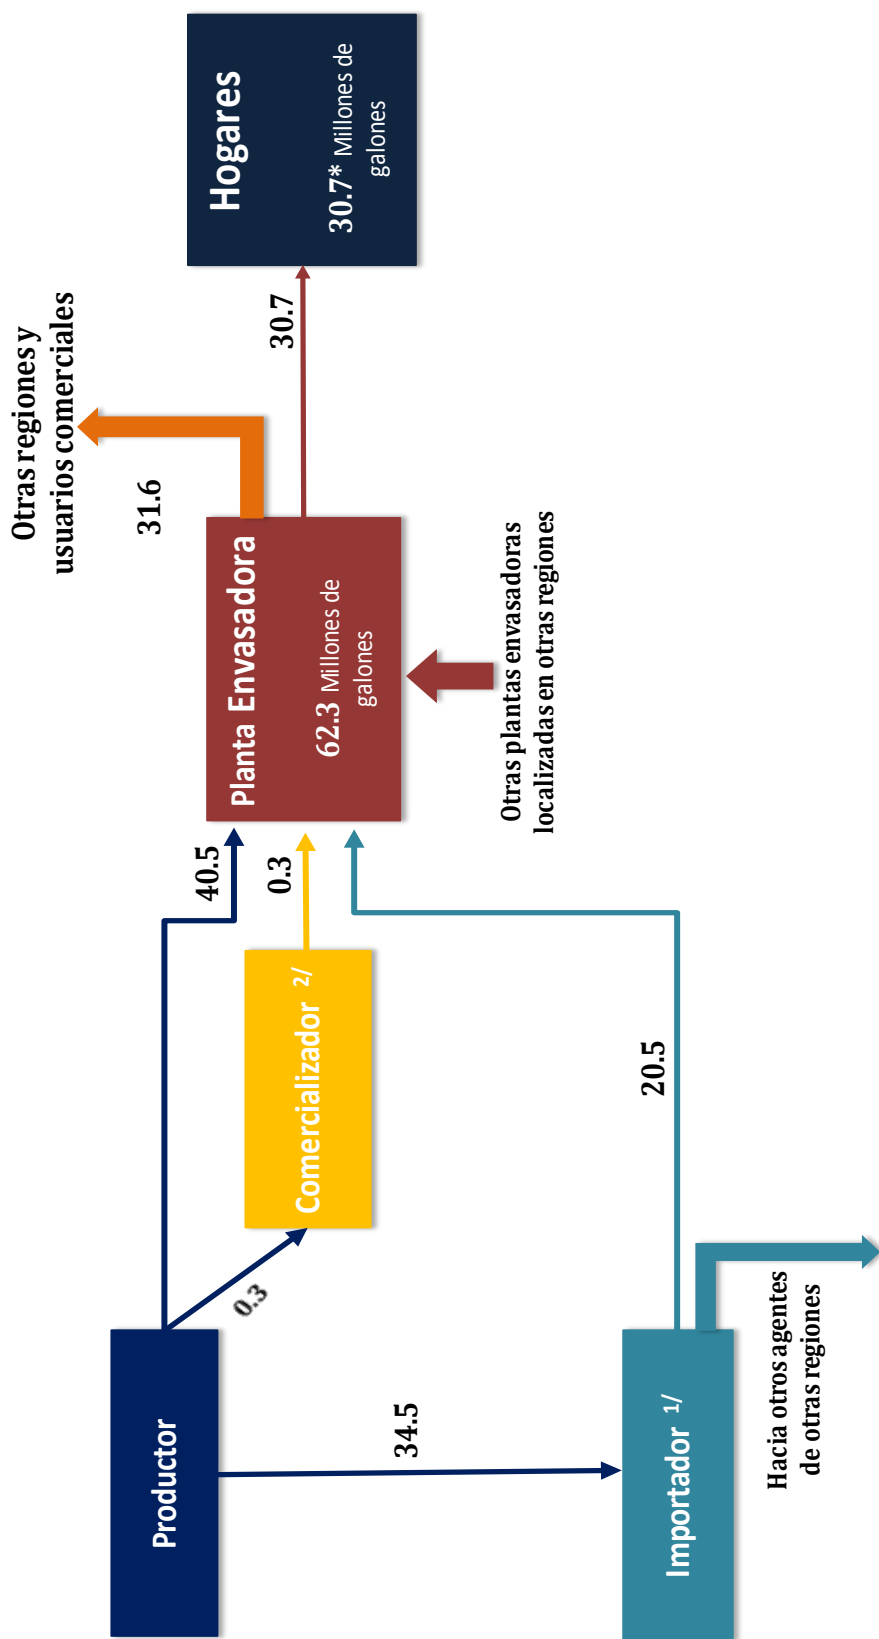 Productor
34.5
Importador 1/
Hacia otros agentes
de otras regiones
0.3
Comercializador 2/
40.5
0.3
20.5
Planta Envasadora
62.3 Millones de
galones
Otras plantas envasadoras
localizadas en otras regiones
Otras regiones y
usuarios comerciales
31.6
30.7
Hogares
30.7* Millones de
galones